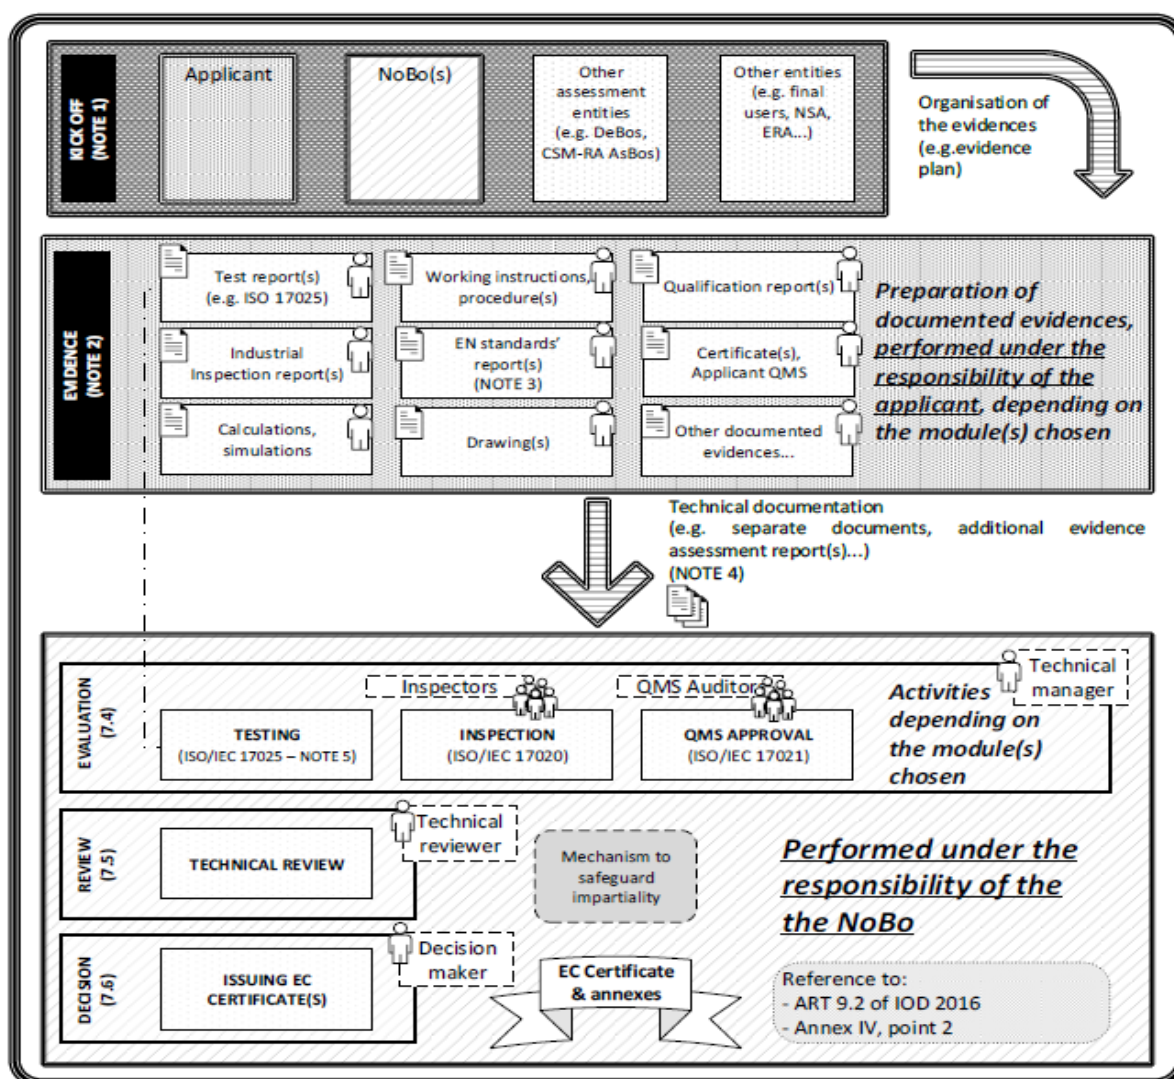 KICK OFF
(NOTE 1)
Applicant
NoBo(s)
Other
assessment
entities
(e.g. DeBos,
CSM-RA AsBos)
Other entities
(e.g. final
users, NSA,
ERA...)
Organisation of
the evidences
(e.g.evidence
plan)
EVIDENCE
(NOTE 2)
Test report(s)
(e.g. ISO 17025)
Working instructions,
procedure(s)
Qualification report(s)
Industrial
Inspection report(s)
EN standards'
report(s)
(NOTE 3)
Certificate(s),
Applicant QMS
Calculations,
simulations
Drawing(s)
Other documented
evidences...
Preparation of
documented evidences,
performed under the
responsibility of the
applicant, depending on
the module(s) chosen
Technical documentation
(e.g. separate documents, additional evidence
assessment report(s)...)
(NOTE 4)
EVALUATION
(7.4)
Inspectors
QMS Auditors
Technical
manager
TESTING
(ISO/IEC 17025 – NOTE 5)
INSPECTION
(ISO/IEC 17020)
QMS APPROVAL
(ISO/IEC 17021)
Activities
depending on
the module(s)
chosen
REVIEW
(7.5)
Technical
reviewer
TECHNICAL REVIEW
Mechanism to
safeguard
impartiality
Performed under the
responsibility of the
the NoBo
DECISION
(7.6)
Decision
maker
ISSUING EC
CERTIFICATE(S)
EC Certificate
& annexes
Reference to:
- ART 9.2 of IOD 2016
- Annex IV, point 2